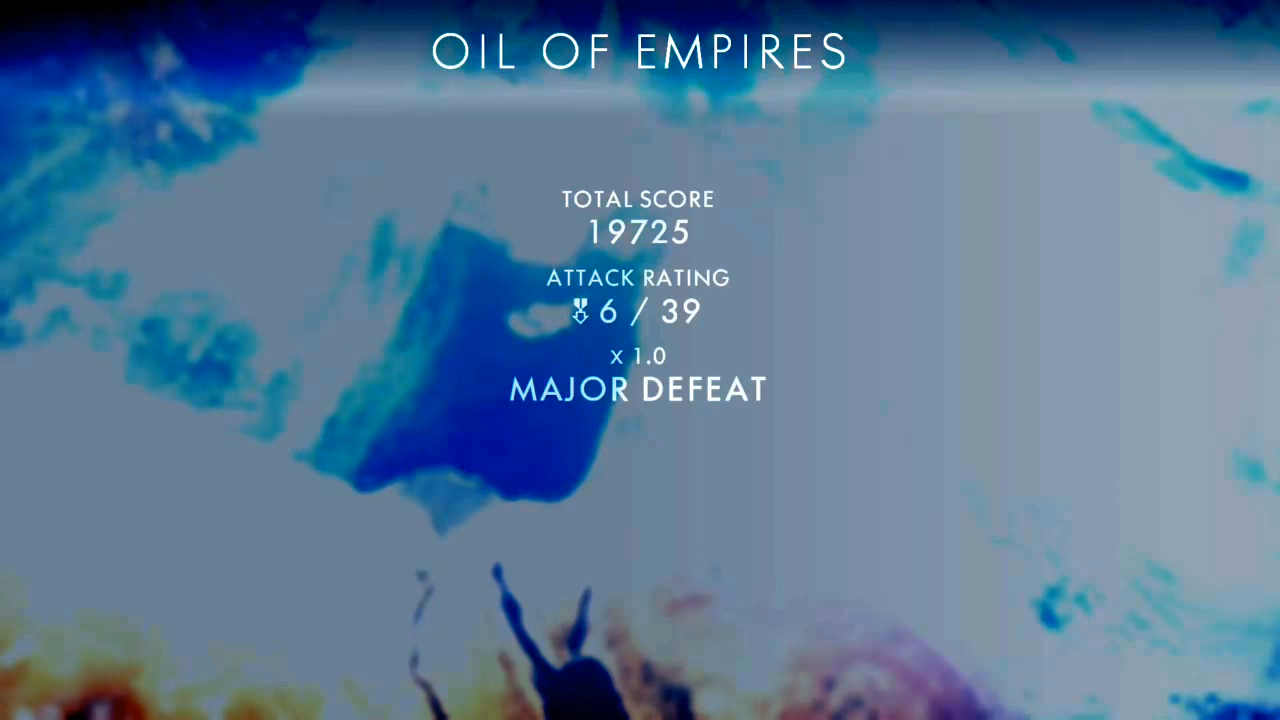 OIL OF EMPIRES
TOTAL SCORE
19725
ATTACK RATING
6 / 39
x 1.0
MAJOR DEFEAT